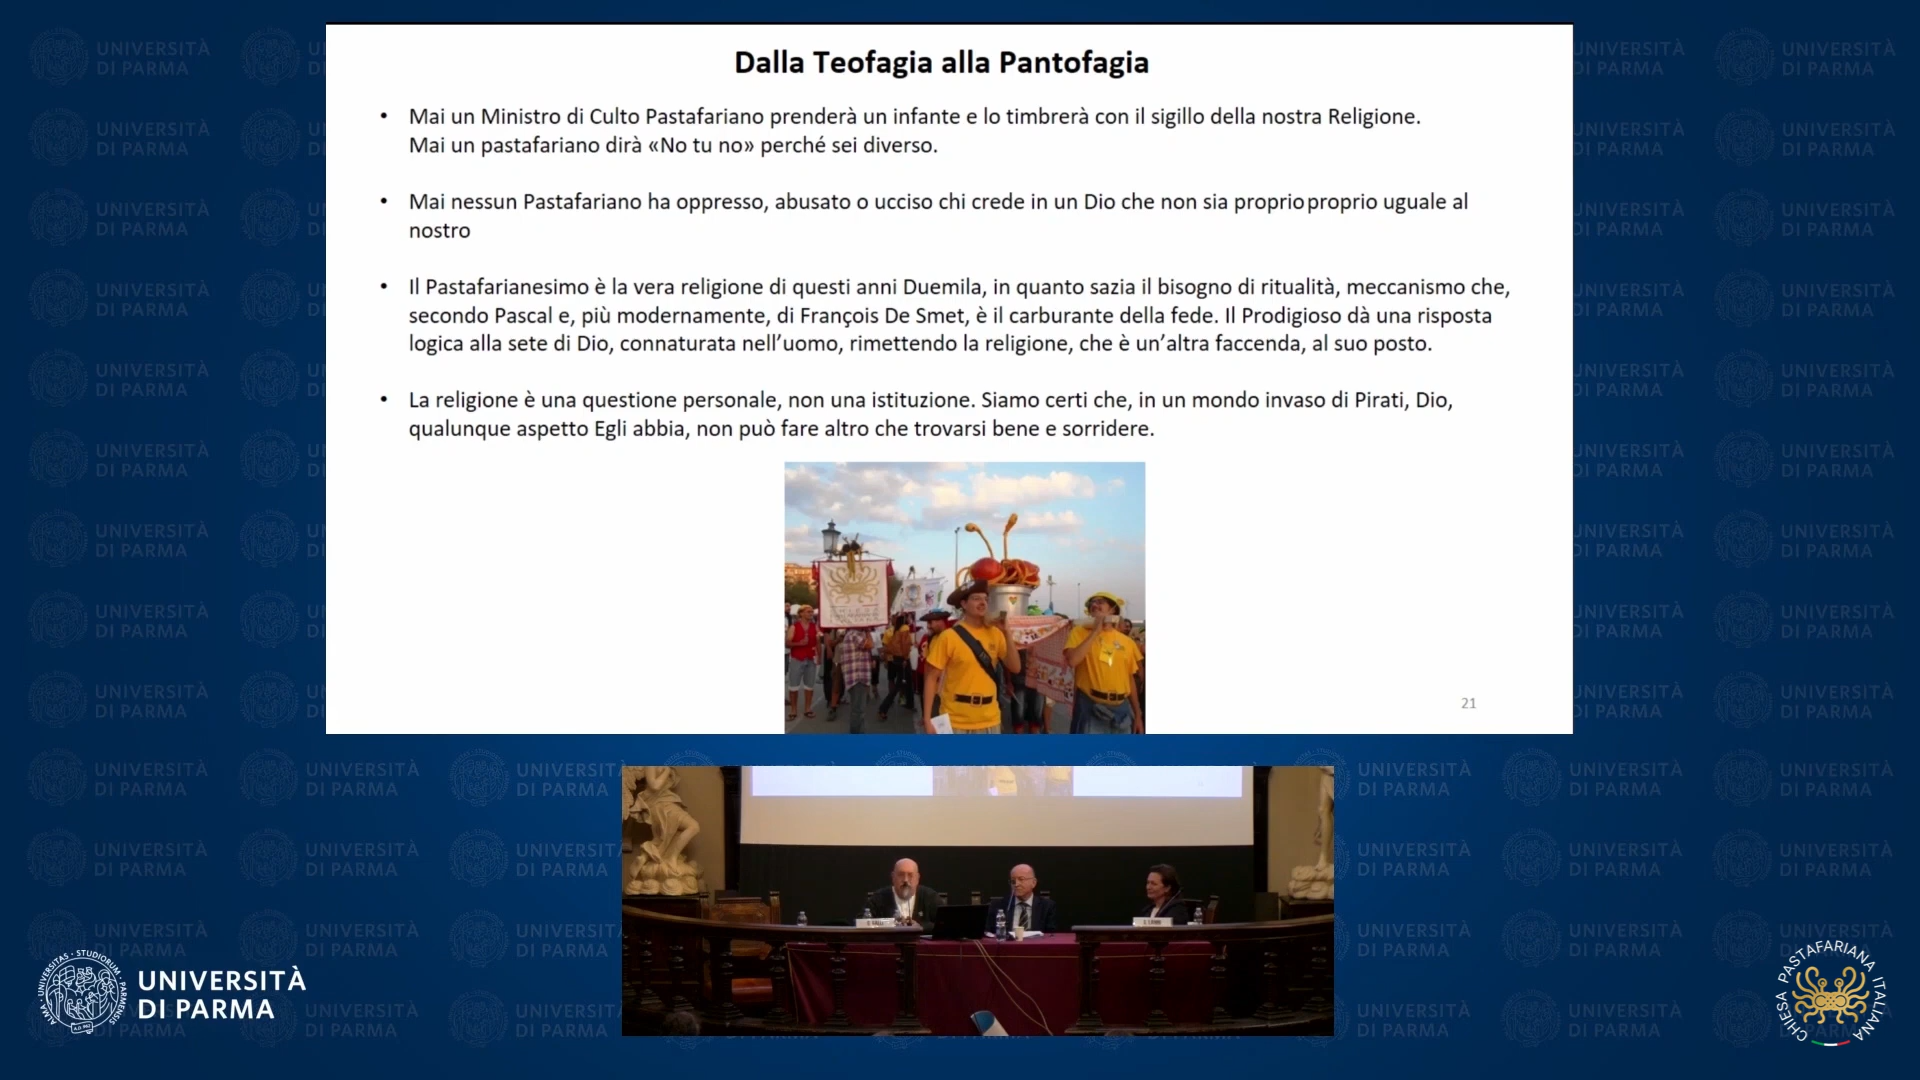 Dalla Teofagia alla Pantofagia
• Mai un Ministro di Culto Pastafariano prenderà un infante e lo timbrerà con il sigillo della nostra Religione.
Mai un pastafariano dirà «No tu no» perché sei diverso.
• Mai nessun Pastafariano ha oppresso, abusato o ucciso chi crede in un Dio che non sia proprio proprio uguale al
nostro
• Il Pastafarianesimo è la vera religione di questi anni Duemila, in quanto sazia il bisogno di ritualità, meccanismo che,
secondo Pascal e, più modernamente, di François De Smet, è il carburante della fede. Il Prodigioso dà una risposta
logica alla sete di Dio, connaturata nell’uomo, rimettendo la religione, che è un’altra faccenda, al suo posto.
• La religione è una questione personale, non una istituzione. Siamo certi che, in un mondo invaso di Pirati, Dio,
qualunque aspetto Egli abbia, non può fare altro che trovarsi bene e sorridere.
21
UNIVERSITÀ
DI PARMA
ALMA · UNIVERSITAS · STUDIORUM · PARMENSIS
CHIESA PASTAFARIANA ITALIANA